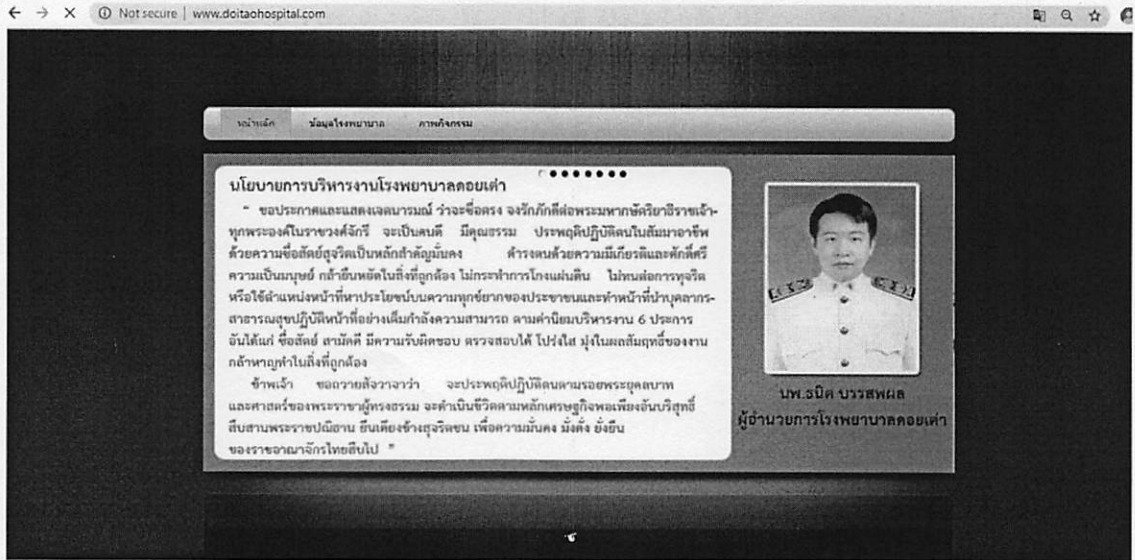 Not secure | www.doitaohospital.com
หน้าหลัก ข้อมูลโรงพยาบาล ภาพกิจกรรม
นโยบายการบริหารงานโรงพยาบาลดอยเต่า
“ ขอประกาศและแสดงเจตนารมณ์ ว่าจะซื่อตรง จงรักภักดีต่อพระมหากษัตริยาธิราชเจ้า-
ทุกพระองค์ในราชวงศ์จักรี จะเป็นคนดี มีคุณธรรม ประพฤติปฏิบัติตนในสัมมาอาชีพ
ด้วยความซื่อสัตย์สุจริตเป็นหลักสำคัญมั่นคง ดำรงตนด้วยความมีเกียรติและศักดิ์ศรี
ความเป็นมนุษย์ กล้ายืนหยัดในสิ่งที่ถูกต้อง ไม่กระทำการโกงแผ่นดิน ไม่ทนต่อการทุจริต
หรือใช้ตำแหน่งหน้าที่หาประโยชน์บนความทุกข์ยากของประชาชนและทำหน้าที่นำบุคลากร-
สาธารณสุขปฏิบัติหน้าที่อย่างเต็มกำลังความสามารถ ตามค่านิยมบริหารงาน 6 ประการ
อันได้แก่ ซื่อสัตย์ สามัคคี มีความรับผิดชอบ ตรวจสอบได้ โปร่งใส มุ่งในผลสัมฤทธิ์ของงาน
กล้าหาญทำในสิ่งที่ถูกต้อง
ข้าพเจ้า ขอถวายสัจวาจาว่า จะประพฤติปฏิบัติตนตามรอยพระยุคลบาท
และศาสตร์ของพระราชาผู้ทรงธรรม จะดำเนินชีวิตตามหลักเศรษฐกิจพอเพียงอันบริสุทธิ์
สืบสานพระราชปณิธาน ยืนเคียงข้างสุจริตชน เพื่อความมั่นคง มั่งคั่ง ยั่งยืน
ของราชอาณาจักรไทยสืบไป ”
นพ.ธนิต บรรสพผล
ผู้อำนวยการโรงพยาบาลดอยเต่า